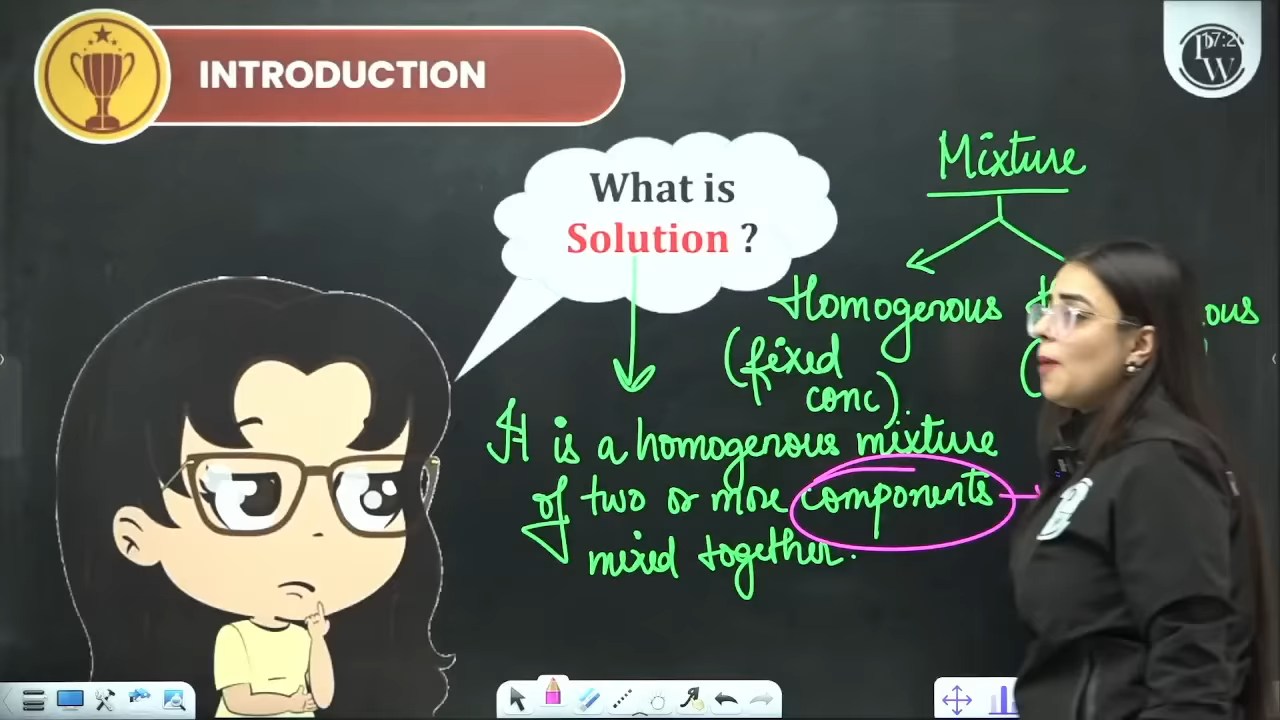 INTRODUCTION
What is
Solution ?
Mixture
Homogenous
ous
(fixed
conc).
It is a homogenous mixture
of two or more components
mixed together.